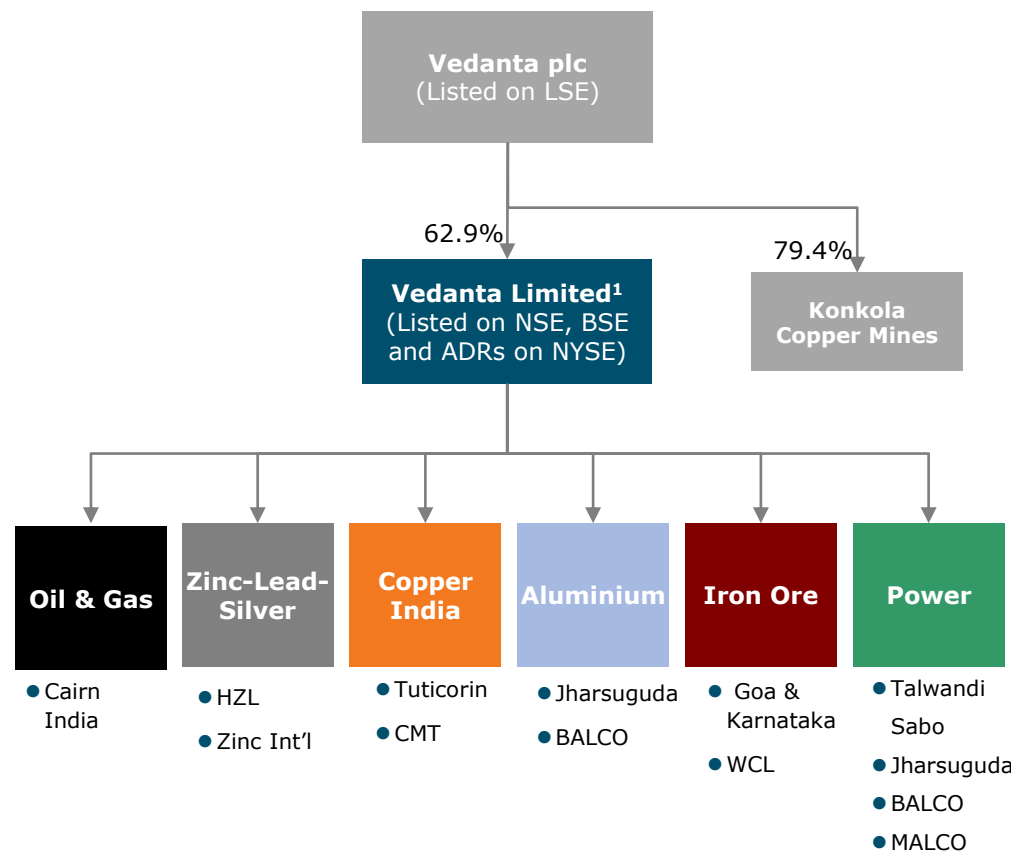 Vedanta plc
(Listed on LSE)
62.9%
79.4%
Vedanta Limited¹
(Listed on NSE, BSE
and ADRs on NYSE)
Konkola
Copper Mines
Oil & Gas
Zinc-Lead-
Silver
Copper
India
Aluminium
Iron Ore
Power
• Cairn
India
• HZL
• Zinc Int’l
• Tuticorin
• CMT
• Jharsuguda
• BALCO
• Goa &
Karnataka
• WCL
• Talwandi
Sabo
• Jharsuguda
• BALCO
• MALCO